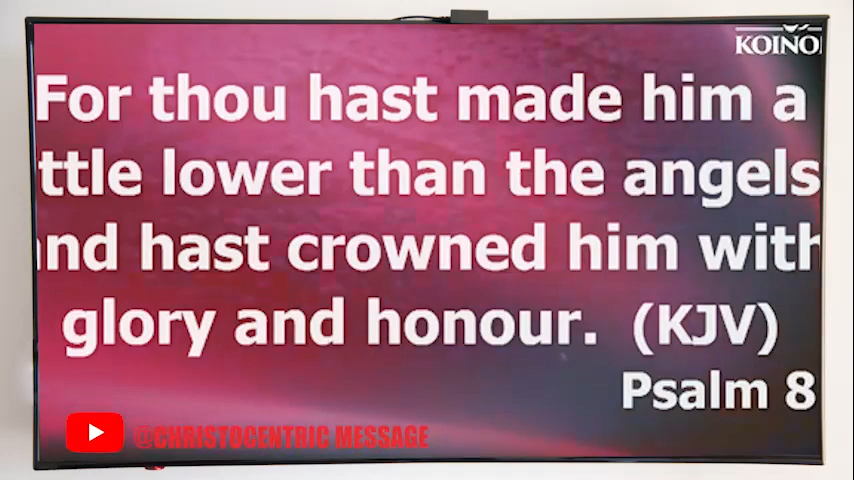 KOINO
For thou hast made him a
ttle lower than the angels
nd hast crowned him with
glory and honour. (KJV)
Psalm 8
@CHRISTOCENTRIC MESSAGE